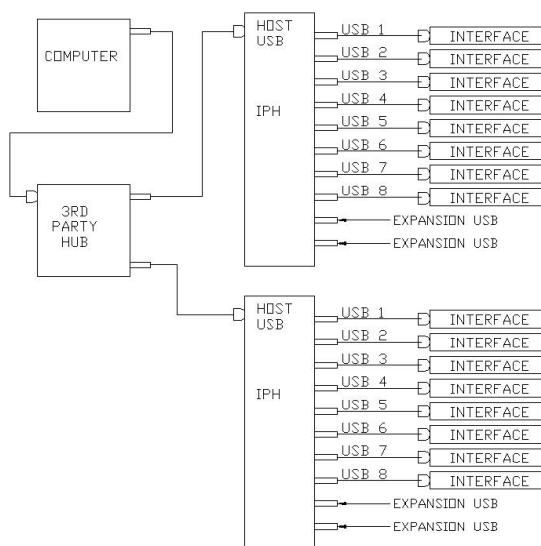 COMPUTER
3RD
PARTY
HUB
HOST
USB
IPH
USB 1
INTERFACE
USB 2
INTERFACE
USB 3
INTERFACE
USB 4
INTERFACE
USB 5
INTERFACE
USB 6
INTERFACE
USB 7
INTERFACE
USB 8
INTERFACE
EXPANSION USB
EXPANSION USB
HOST
USB
IPH
USB 1
INTERFACE
USB 2
INTERFACE
USB 3
INTERFACE
USB 4
INTERFACE
USB 5
INTERFACE
USB 6
INTERFACE
USB 7
INTERFACE
USB 8
INTERFACE
EXPANSION USB
EXPANSION USB